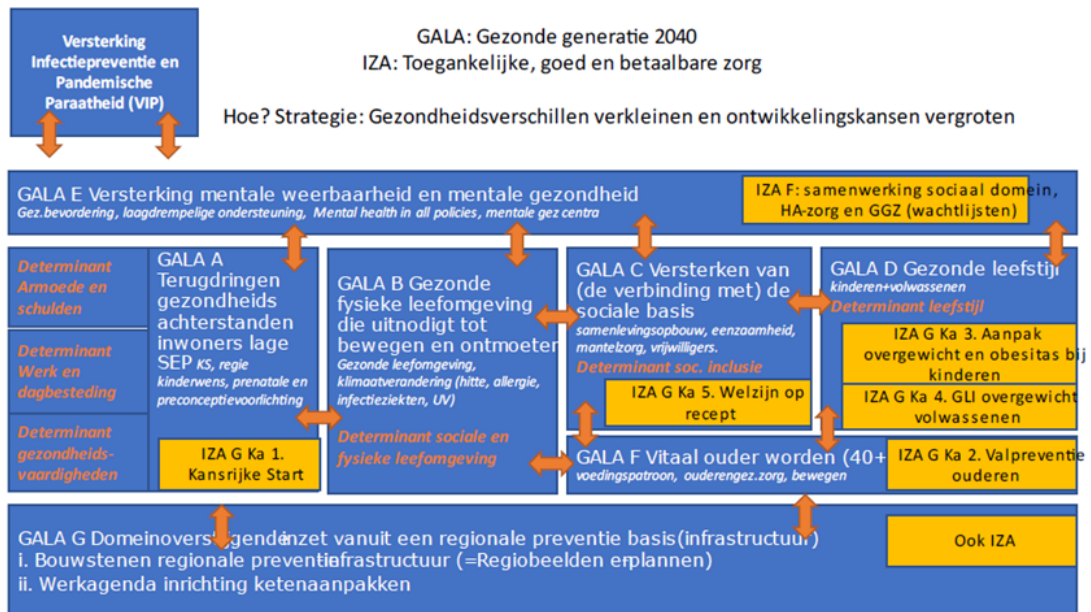 Versterking
Infectiepreventie en
Pandemische
Paraatheid (VIP)
GALA: Gezonde generatie 2040
IZA: Toegankelijke, goed en betaalbare zorg
Hoe? Strategie: Gezondheidsverschillen verkleinen en ontwikkelingskansen vergroten
GALA E Versterking mentale weerbaarheid en mentale gezondheid
Gez.bevordering, laagdrempelige ondersteuning, Mental health in all policies, mentale gez centra
IZA F: samenwerking sociaal domein,
HA-zorg en GGZ (wachtlijsten)
Determinant
Armoede en
schulden
Determinant
Werk en
dagbesteding
Determinant
gezondheids-
vaardigheden
GALA A
Terugdringen
gezondheids
achterstanden
inwoners lage
SEP KS, regie
kinderwens, prenatale en
preconceptievoorlichting
IZA G Ka 1.
Kansrijke Start
GALA B Gezonde
fysieke leefomgeving
die uitnodigt tot
bewegen en ontmoeten
Gezonde leefomgeving,
klimaatverandering (hitte, allergie,
infectieziekten, UV)
Determinant sociale en
fysieke leefomgeving
GALA C Versterken van
(de verbinding met) de
sociale basis
samenlevingsopbouw, eenzaamheid,
mantelzorg, vrijwilligers.
Determinant soc. inclusie
IZA G Ka 5. Welzijn op
recept
GALA D Gezonde leefstijl
kinderen+volwassenen
Determinant leefstijl
IZA G Ka 3. Aanpak
overgewicht en obesitas bij
kinderen
IZA G Ka 4. GLI overgewicht
volwassenen
GALA F Vitaal ouder worden (40+
voedingspatroon, ouderengez.zorg, bewegen
IZA G Ka 2. Valpreventie
ouderen
GALA G Domeinoverstijgende inzet vanuit een regionale preventie basis(infrastructuur)
i. Bouwstenen regionale preventie infrastructuur (=Regiobeelden en plannen)
ii. Werkagenda inrichting ketenaanpakken
Ook IZA